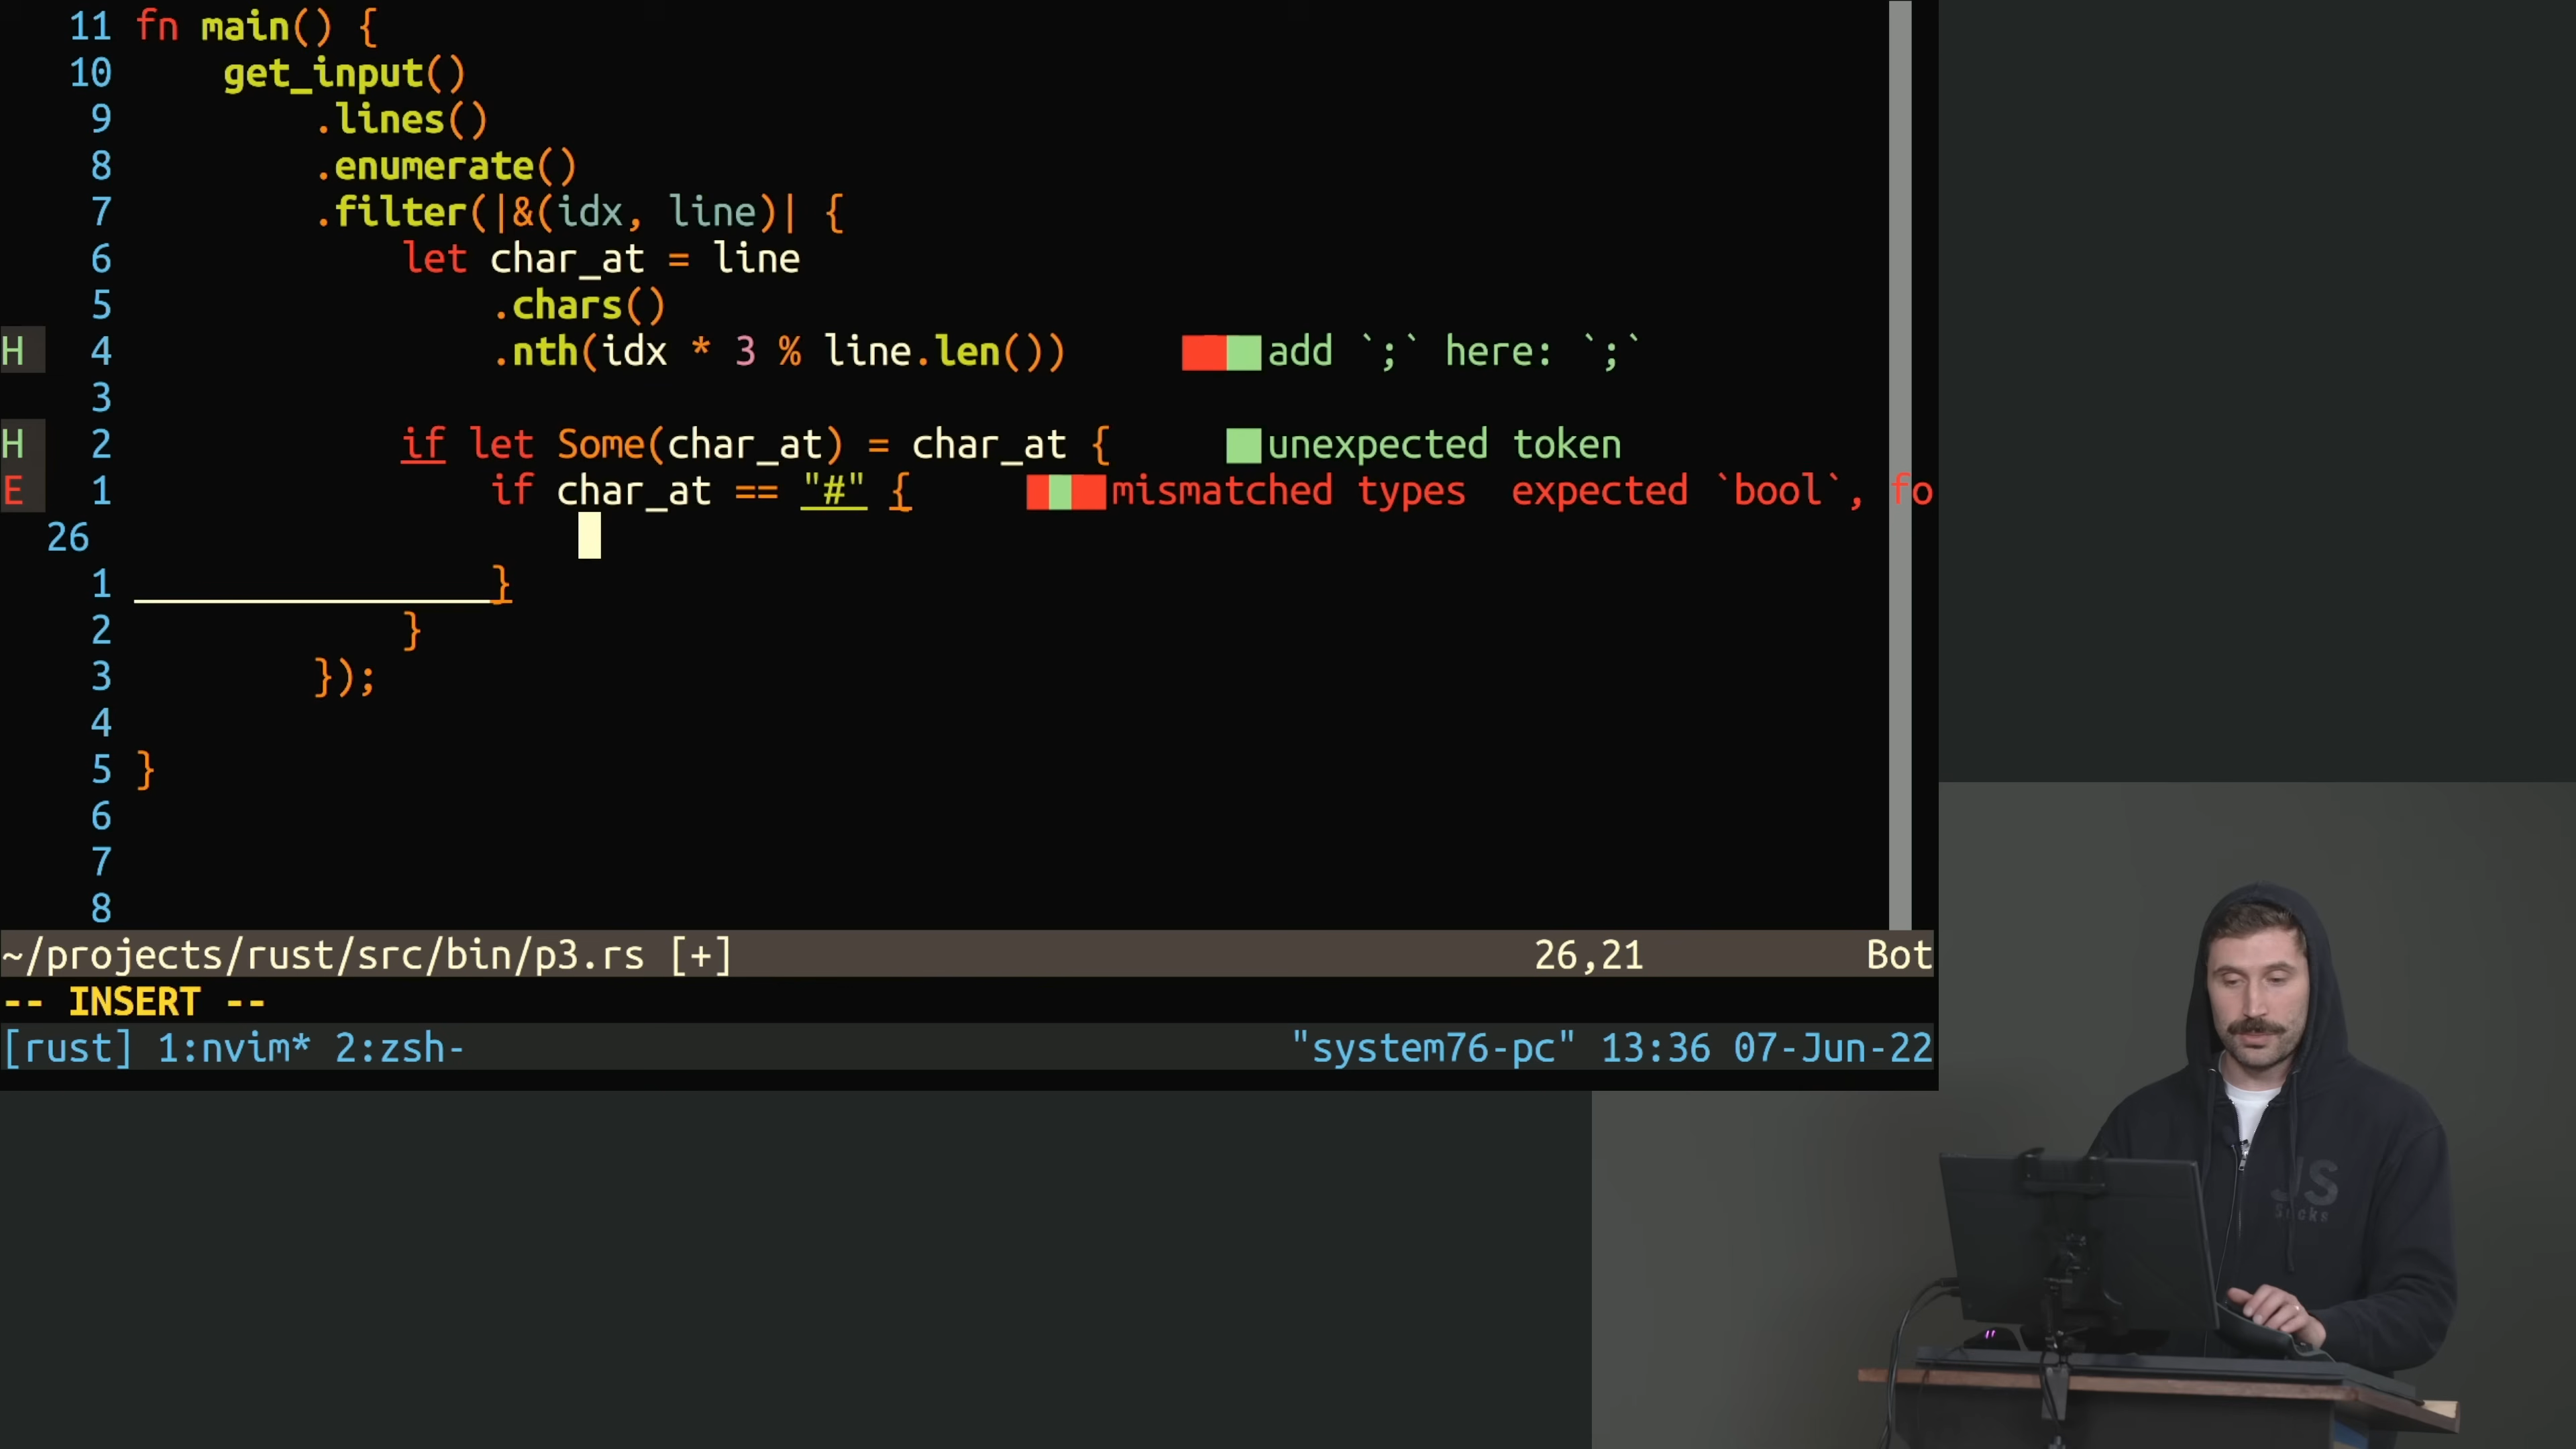 11 fn main() {
10 get_input()
9 .lines()
8 .enumerate()
7 .filter(|&(idx, line)| {
6 let char_at = line
5 .chars()
H 4 .nth(idx * 3 % line.len()) add `;` here: `;`
3
H 2 if let Some(char_at) = char_at { unexpected token
E 1 if char_at == "#" { mismatched types expected `bool`, fo
26
1 }
2 }
3 });
4
5 }
6
7
8
~/projects/rust/src/bin/p3.rs [+] 26,21 Bot
-- INSERT --
[rust] 1:nvim* 2:zsh- "system76-pc" 13:36 07-Jun-22
JS